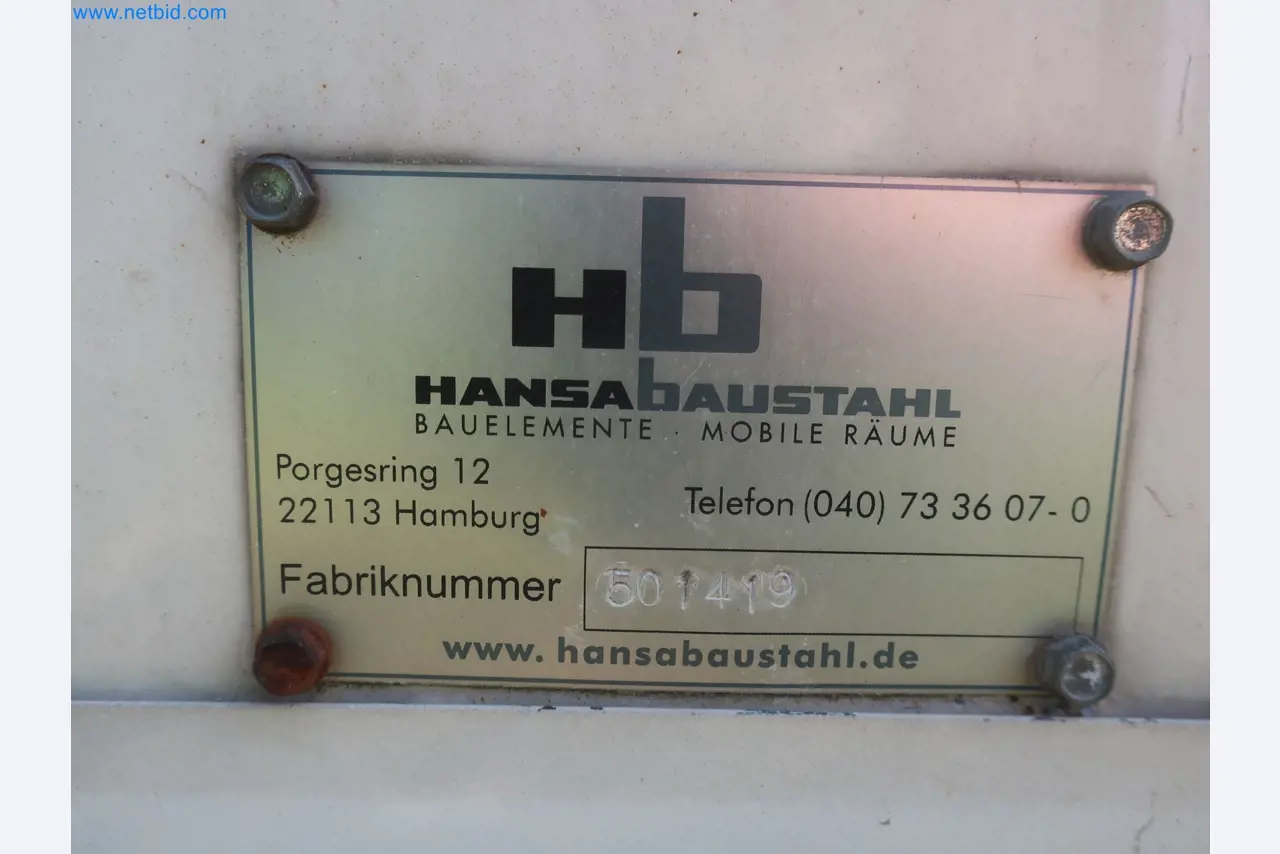 www.netbid.com
Hb
HANSAbAUSTAHL
BAUELEMENTE · MOBILE RÄUME
Porgesring 12
22113 Hamburg
Telefon (040) 73 36 07- 0
Fabriknummer 501419
www. hansabaustahl.de